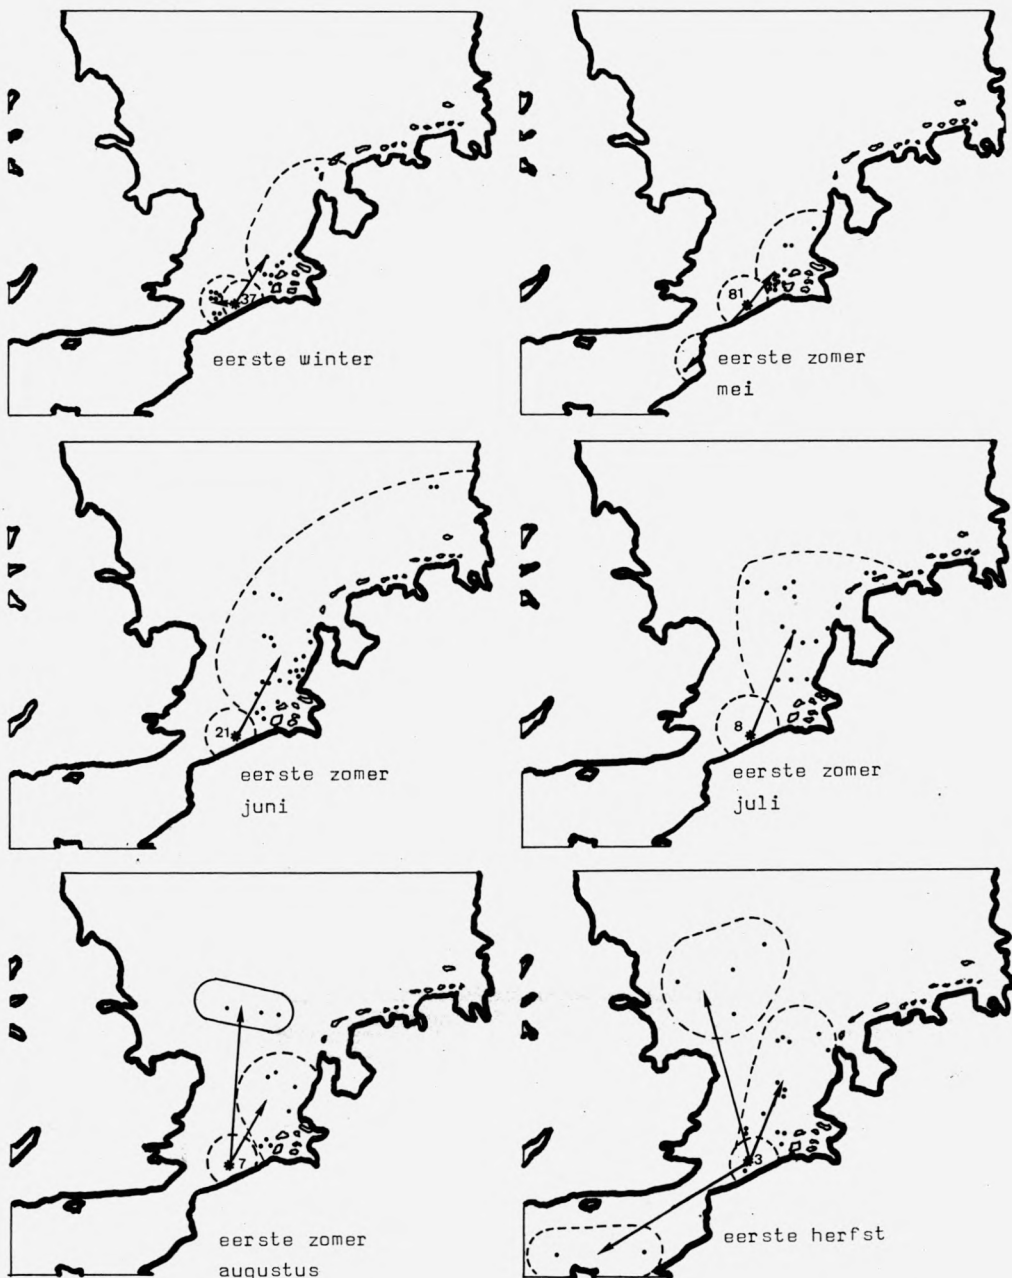 37
eerste winter
81
eerste zomer
mei
21
eerste zomer
juni
8
eerste zomer
juli
7
eerste zomer
augustus
3
eerste herfst